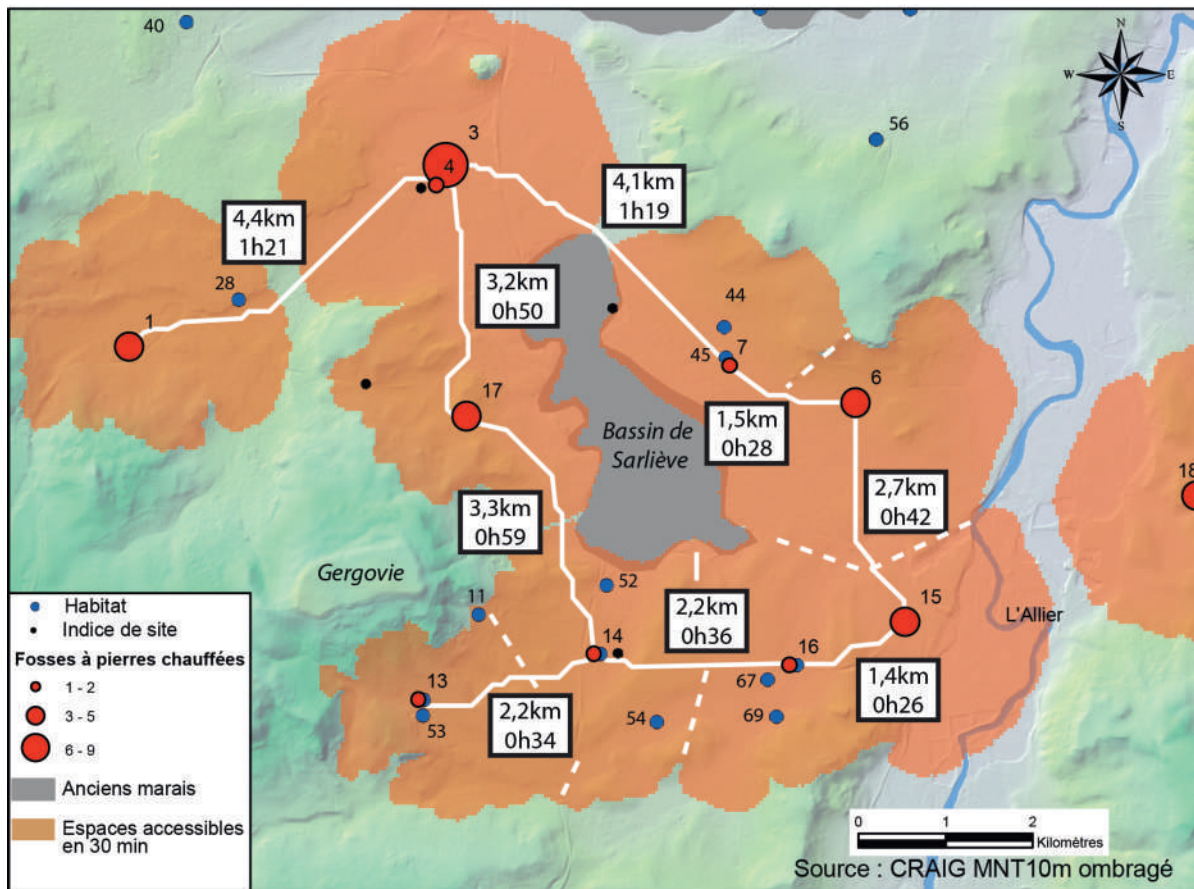 40
N
W
E
S
56
3
4
4,1km
1h19
4,4km
1h21
28
3,2km
0h50
44
1
45
7
6
17
Bassin de
Sarliève
1,5km
0h28
2,7km
0h42
18
3,3km
0h59
Gergovie
52
11
2,2km
0h36
15
L'Allier
14
16
13
67
1,4km
0h26
2,2km
0h34
53
54
69
Habitat
Indice de site
Fosses à pierres chauffées
1 - 2
3 - 5
6 - 9
Anciens marais
Espaces accessibles
en 30 min
0 1 2
Kilomètres
Source : CRAIG MNT10m ombragé